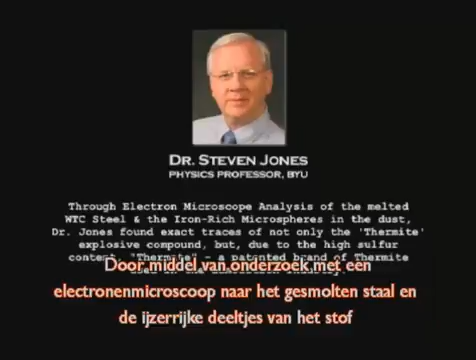 DR. STEVEN JONES
PHYSICS PROFESSOR, BYU
Through Electron Microscope Analysis of the melted
WTC Steel & the Iron-Rich Microspheres in the dust,
Dr. Jones found exact traces of not only the 'Thermite'
explosive compound, but, due to the high sulfur
content, "Thermate" - a patented brand of Thermite
Door middel van onderzoek met een
electronenmicroscoop naar het gesmolten staal en
de ijzerrijke deeltjes van het stof